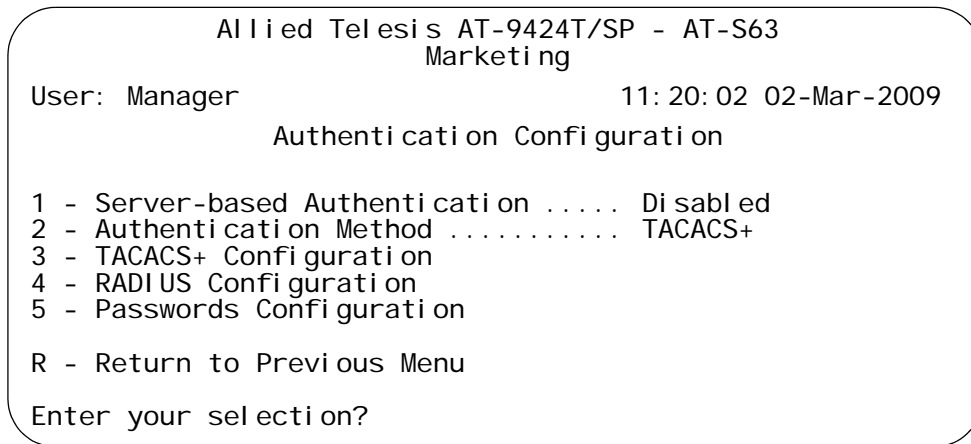 Allied Telesis AT-9424T/SP - AT-S63
Marketing
User: Manager 11:20:02 02-Mar-2009
Authentication Configuration
1 - Server-based Authentication ..... Disabled
2 - Authentication Method ........... TACACS+
3 - TACACS+ Configuration
4 - RADIUS Configuration
5 - Passwords Configuration
R - Return to Previous Menu
Enter your selection?